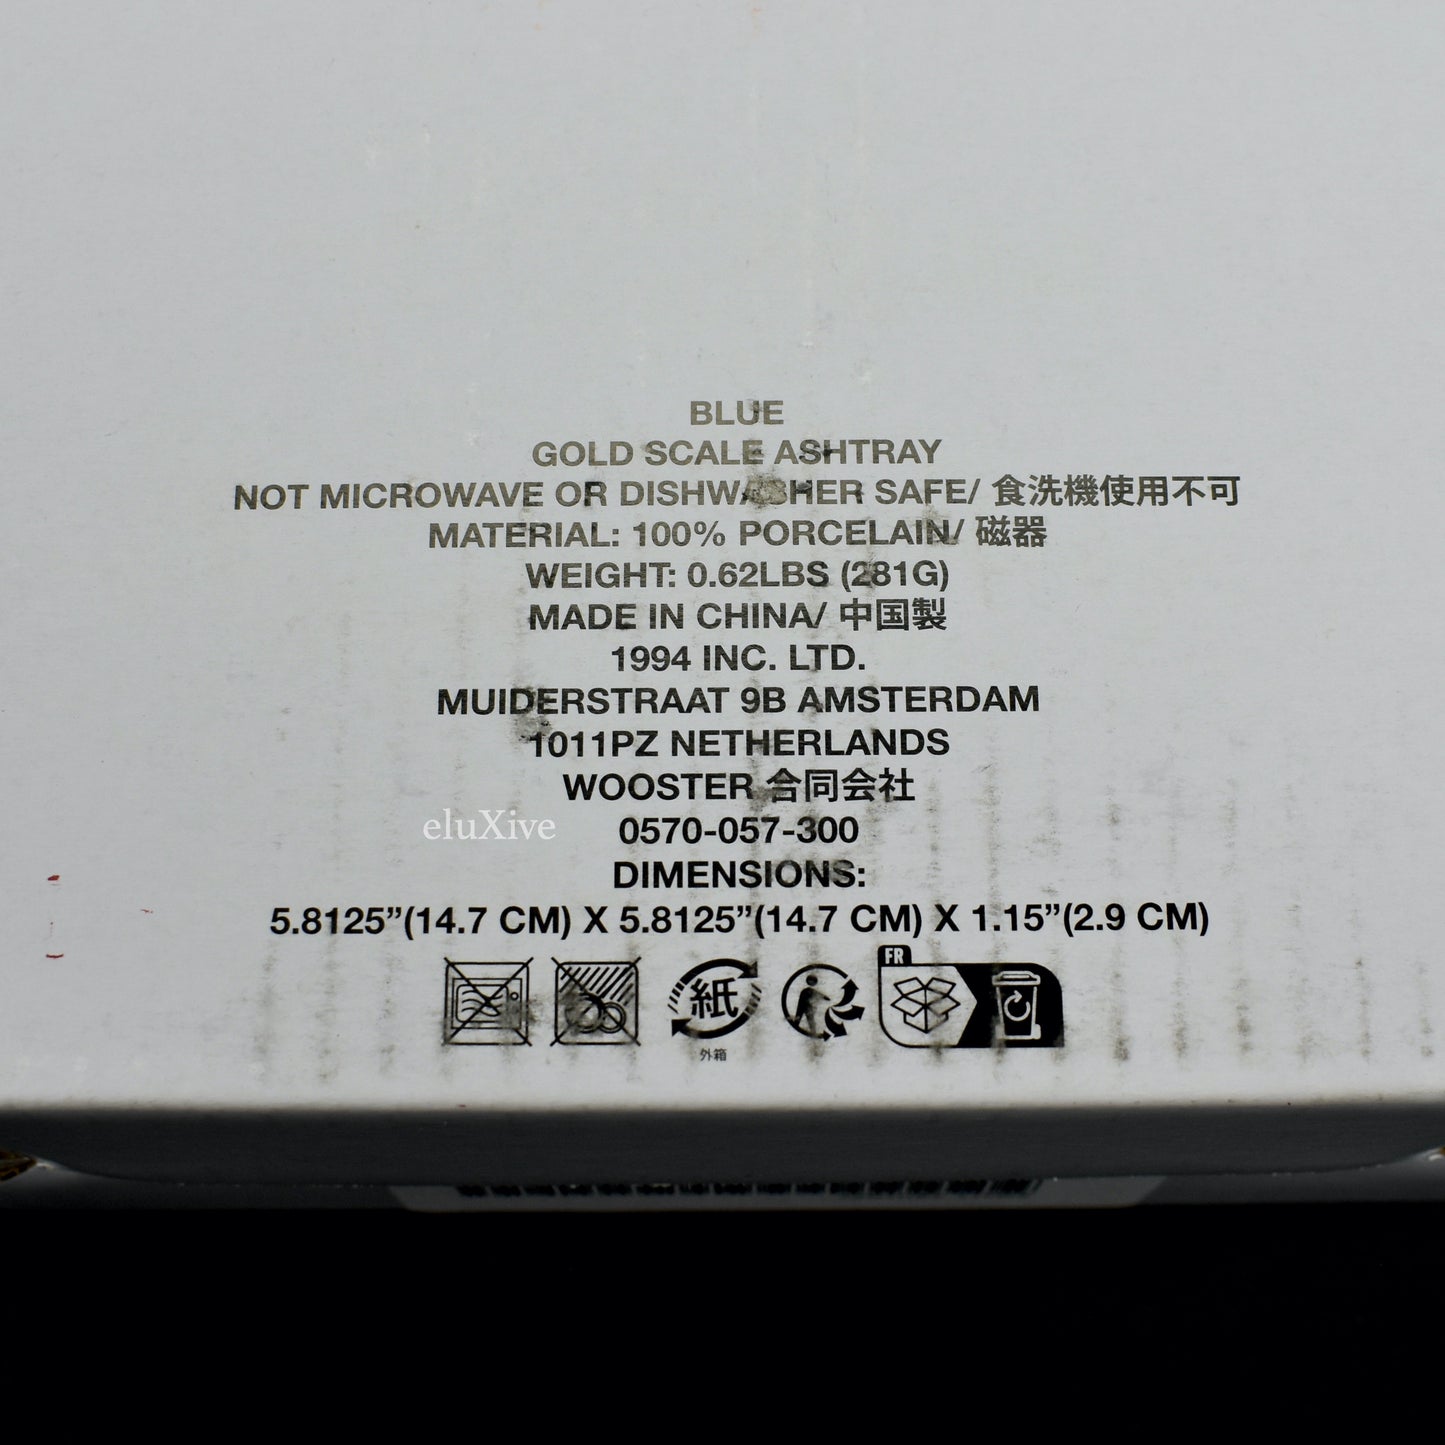 BLUE
GOLD SCALE ASHTRAY
NOT MICROWAVE OR DISHWASHER SAFE/ 食洗機使用不可
MATERIAL: 100% PORCELAIN/ 磁器
WEIGHT: 0.62LBS (281G)
MADE IN CHINA/ 中国製
1994 INC. LTD.
MUIDERSTRAAT 9B AMSTERDAM
1011PZ NETHERLANDS
WOOSTER 合同会社
eluXive
0570-057-300
DIMENSIONS:
5.8125”(14.7 CM) X 5.8125”(14.7 CM) X 1.15”(2.9 CM)
FR
紙
外箱